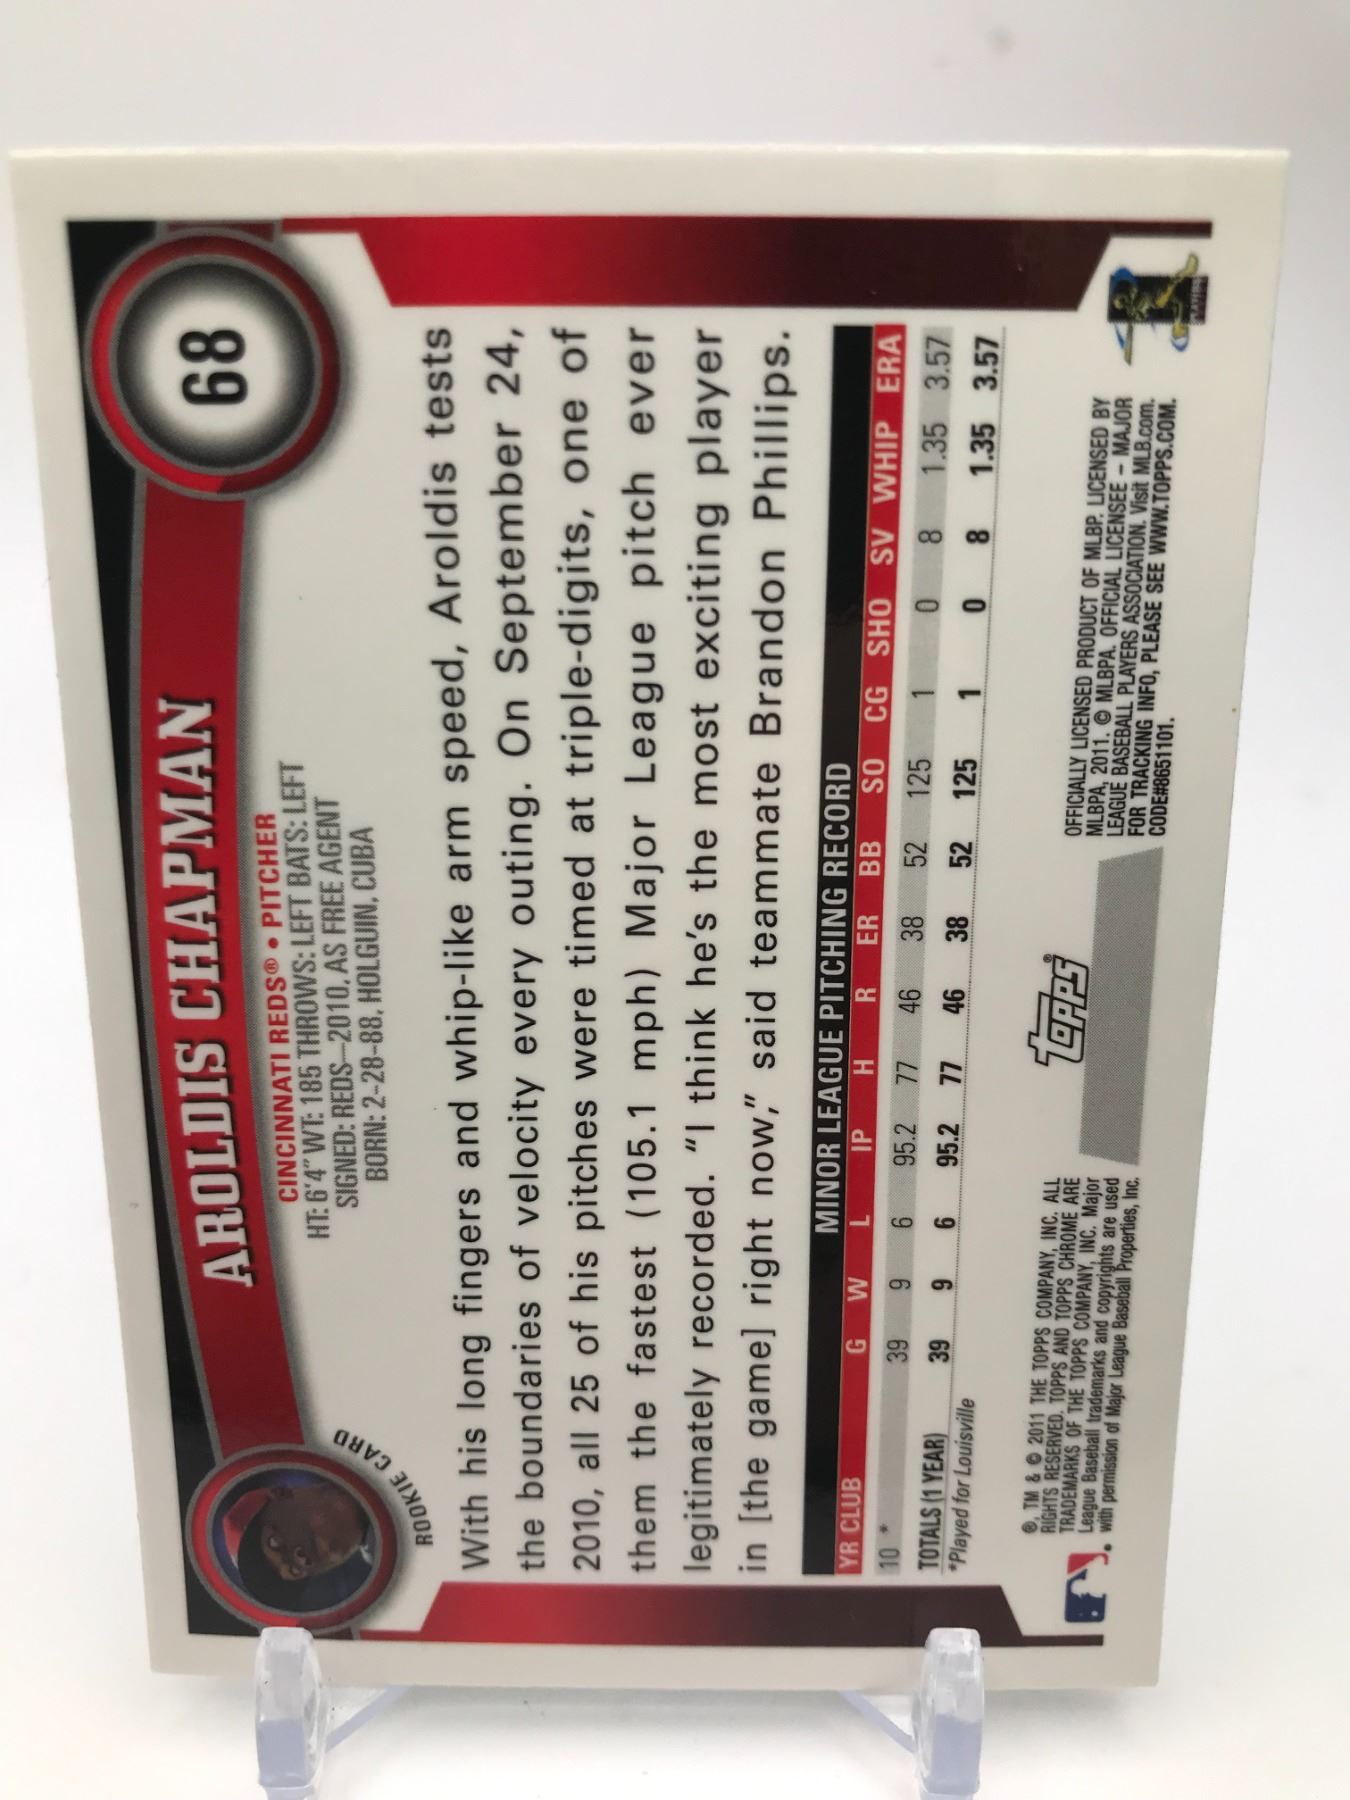 68
AROLDIS CHAPMAN
ROOKIE CARD
CINCINNATI REDS® • PITCHER
HT: 6'4" WT: 185 THROWS: LEFT BATS: LEFT
SIGNED: REDS–2010, AS FREE AGENT
BORN: 2-28-88, HOLGUIN, CUBA
With his long fingers and whip-like arm speed, Aroldis tests
the boundaries of velocity every outing. On September 24,
2010, all 25 of his pitches were timed at triple-digits, one of
them the fastest (105.1 mph) Major League pitch ever
legitimately recorded. “I think he’s the most exciting player
in [the game] right now,” said teammate Brandon Phillips.
MINOR LEAGUE PITCHING RECORD
YR CLUB G W L IP H R ER BB SO CG SHO SV WHIP ERA
10 * 39 9 6 95.2 77 46 38 52 125 1 0 8 1.35 3.57
TOTALS (1 YEAR) 39 9 6 95.2 77 46 38 52 125 1 0 8 1.35 3.57
*Played for Louisville
®, TM & © 2011 THE TOPPS COMPANY, INC. ALL
RIGHTS RESERVED. TOPPS AND TOPPS CHROME ARE
TRADEMARKS OF THE TOPPS COMPANY, INC. Major
League Baseball trademarks and copyrights are used
with permission of Major League Baseball Properties, Inc.
topps®
OFFICIALLY LICENSED PRODUCT OF MLBP. LICENSED BY
MLBPA, 2011. © MLBPA. OFFICIAL LICENSEE – MAJOR
LEAGUE BASEBALL PLAYERS ASSOCIATION. Visit MLB.com.
FOR TRACKING INFO, PLEASE SEE WWW.TOPPS.COM.
CODE#8651101.
PLAYERS